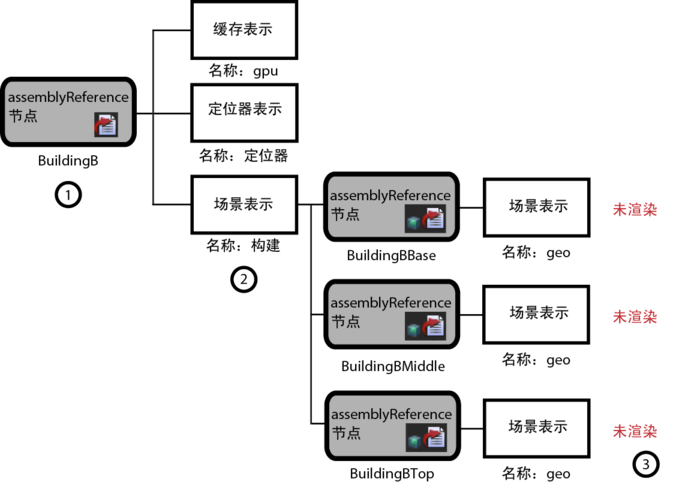 缓存表示
名称：gpu
assemblyReference
节点
BuildingB
1
定位器表示
名称：定位器
场景表示
名称：构建
2
assemblyReference
节点
BuildingBBase
场景表示
名称：geo
未渲染
assemblyReference
节点
BuildingBMiddle
场景表示
名称：geo
未渲染
assemblyReference
节点
BuildingBTop
场景表示
名称：geo
未渲染
3